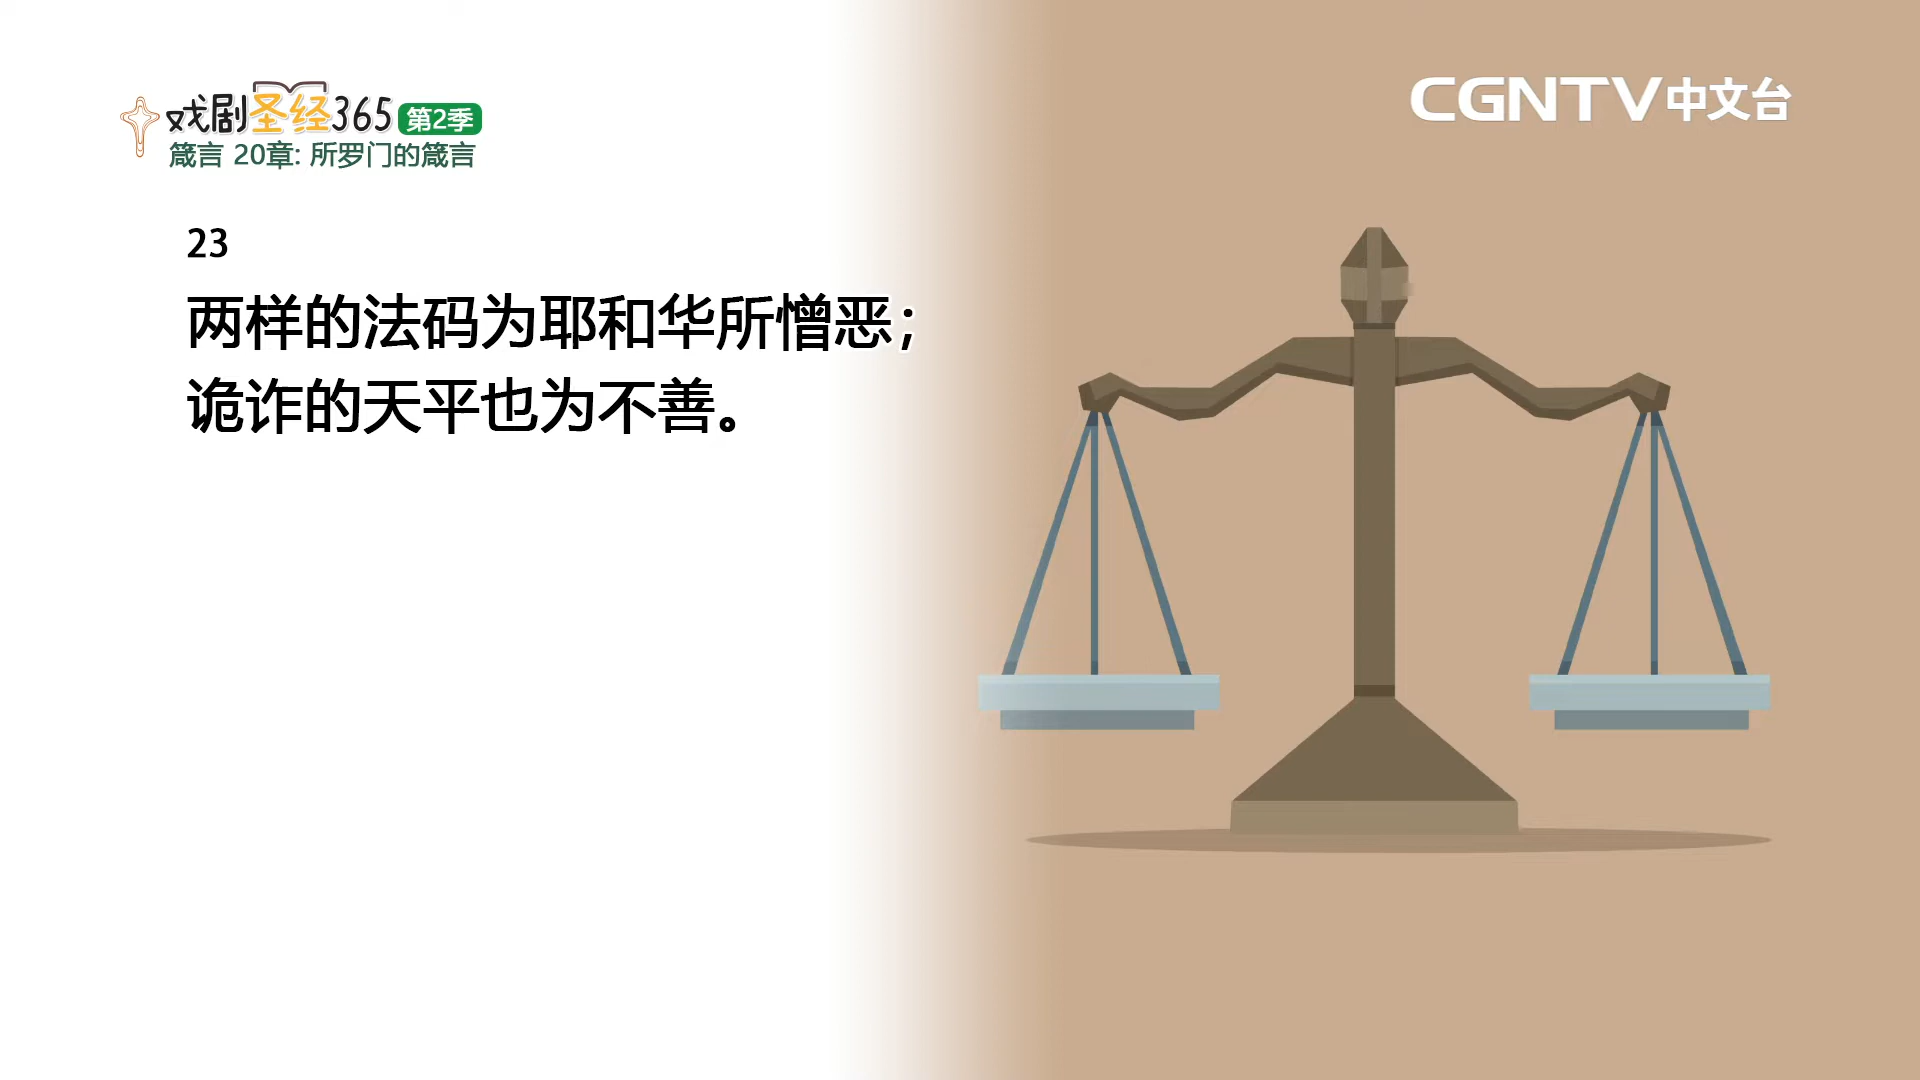 戏剧圣经365 第2季
箴言 20章: 所罗门的箴言
CGNTV中文台
23
两样的法码为耶和华所憎恶；
诡诈的天平也为不善。